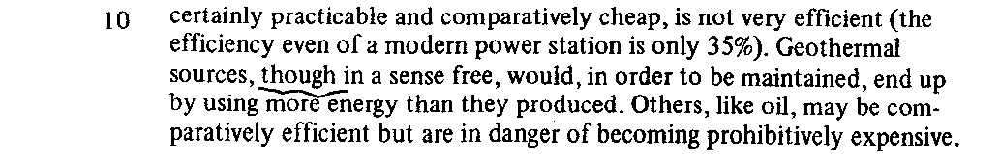 10 certainly practicable and comparatively cheap, is not very efficient (the
efficiency even of a modern power station is only 35%). Geothermal
sources, though in a sense free, would, in order to be maintained, end up
by using more energy than they produced. Others, like oil, may be com-
paratively efficient but are in danger of becoming prohibitively expensive.